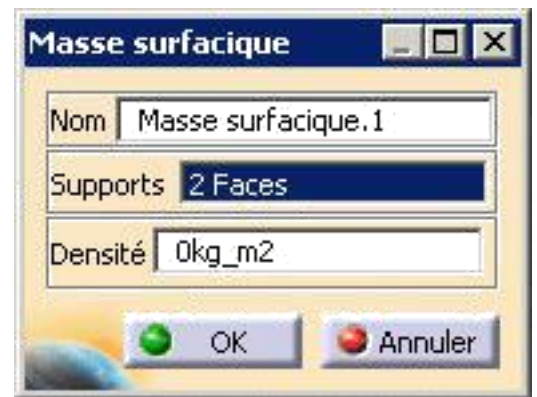 Masse surfacique
Nom Masse surfacique.1
Supports 2 Faces
Densité 0kg_m2
OK Annuler